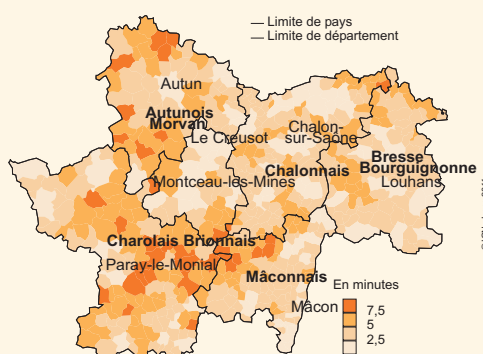 Limite de pays
Limite de département
Autun
Autunois
Morvan
Le Creusot
Chalon-
sur-Saône
Bresse
Bourguignonne
Chalonnais
Louhans
Montceau-les-Mines
Charolais Brionnais
Paray-le-Monial
Mâconnais
En minutes
Mâcon
7,5
5
2,5